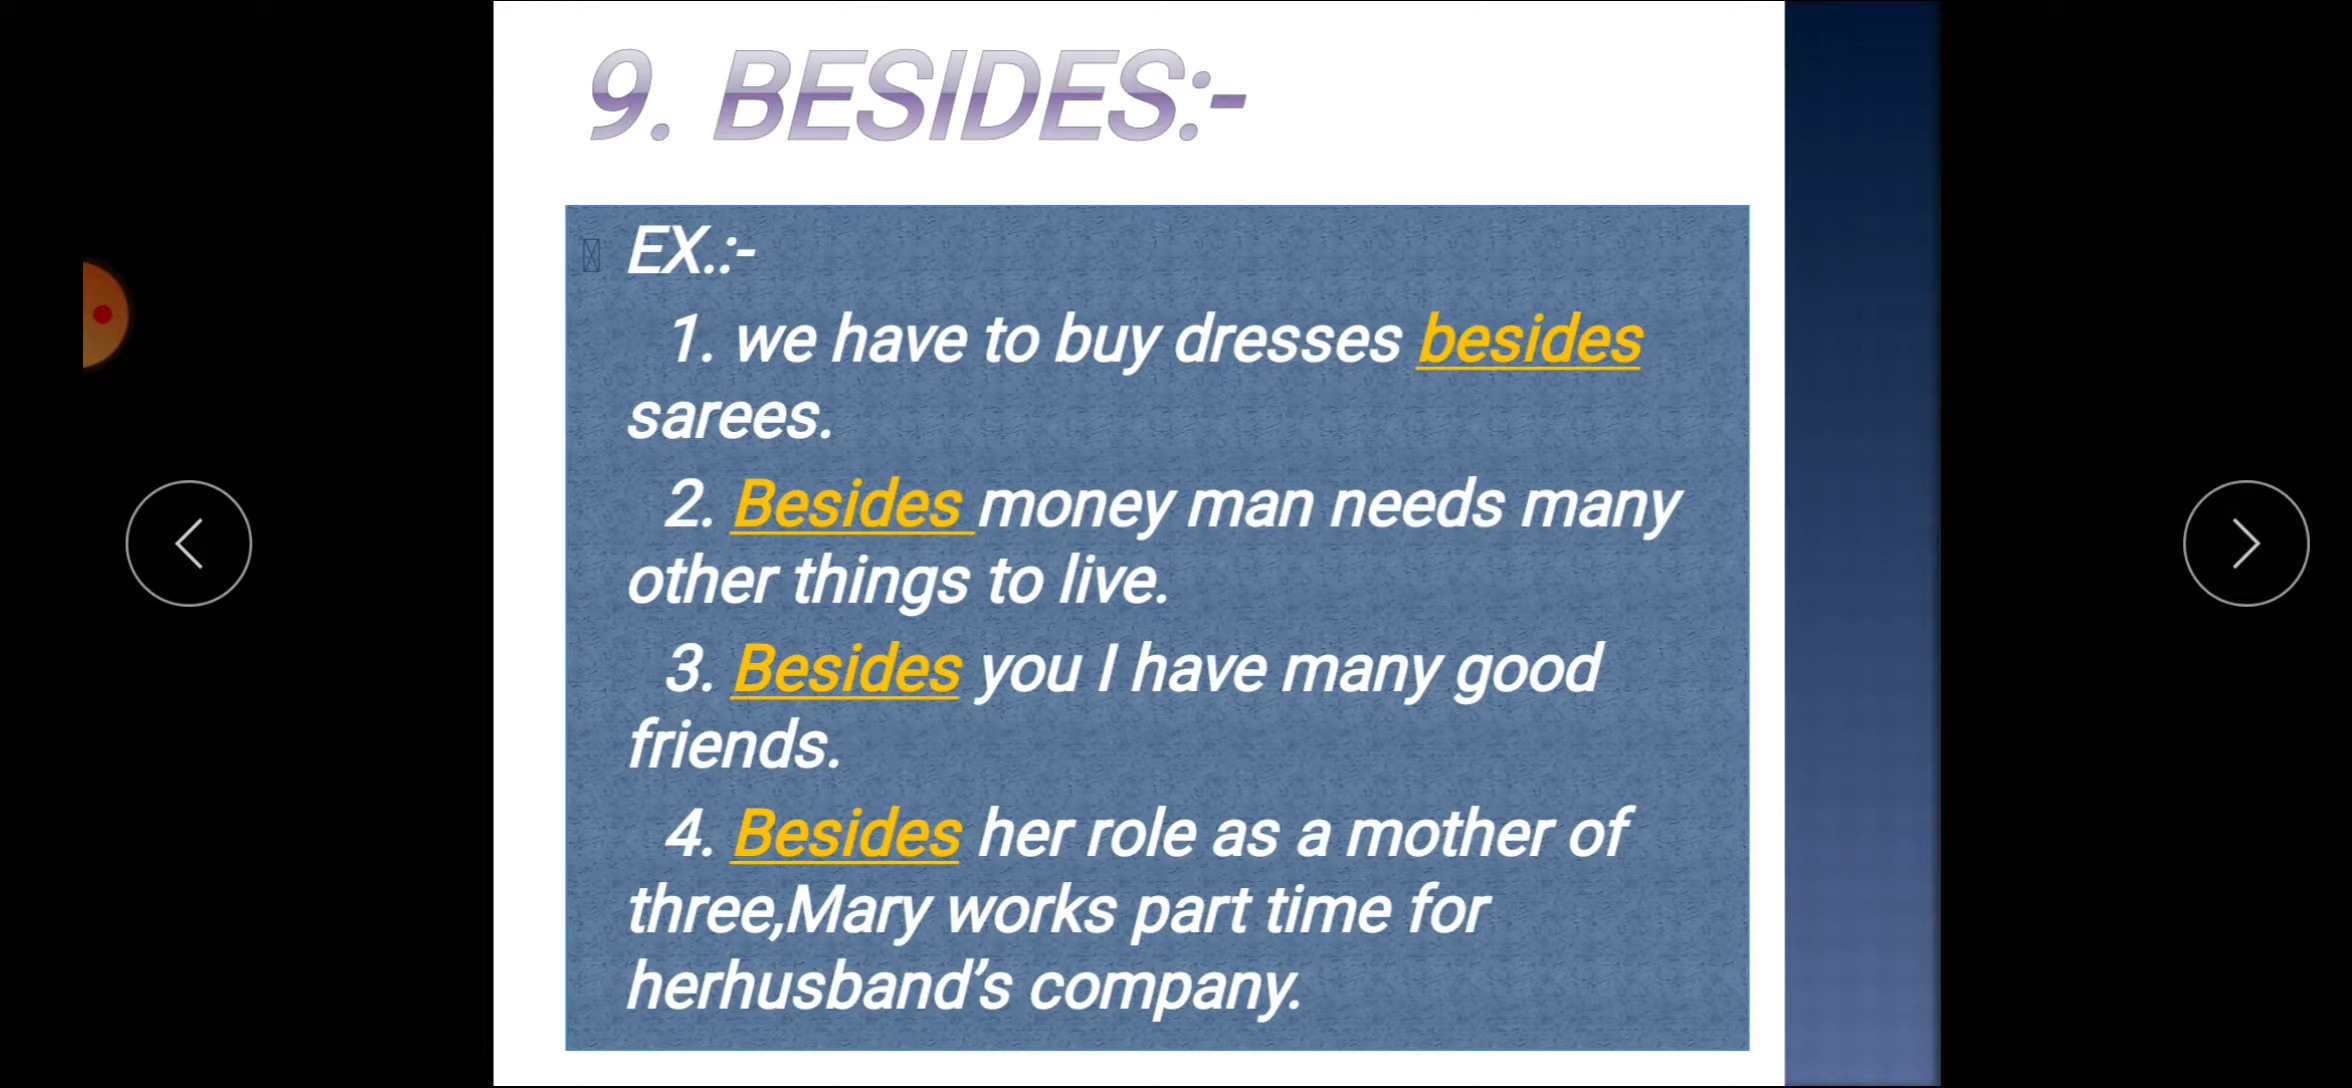 9. BESIDES:-
EX.:-
1. we have to buy dresses besides
sarees.
2. Besides money man needs many
other things to live.
3. Besides you I have many good
friends.
4. Besides her role as a mother of
three,Mary works part time for
herhusband’s company.